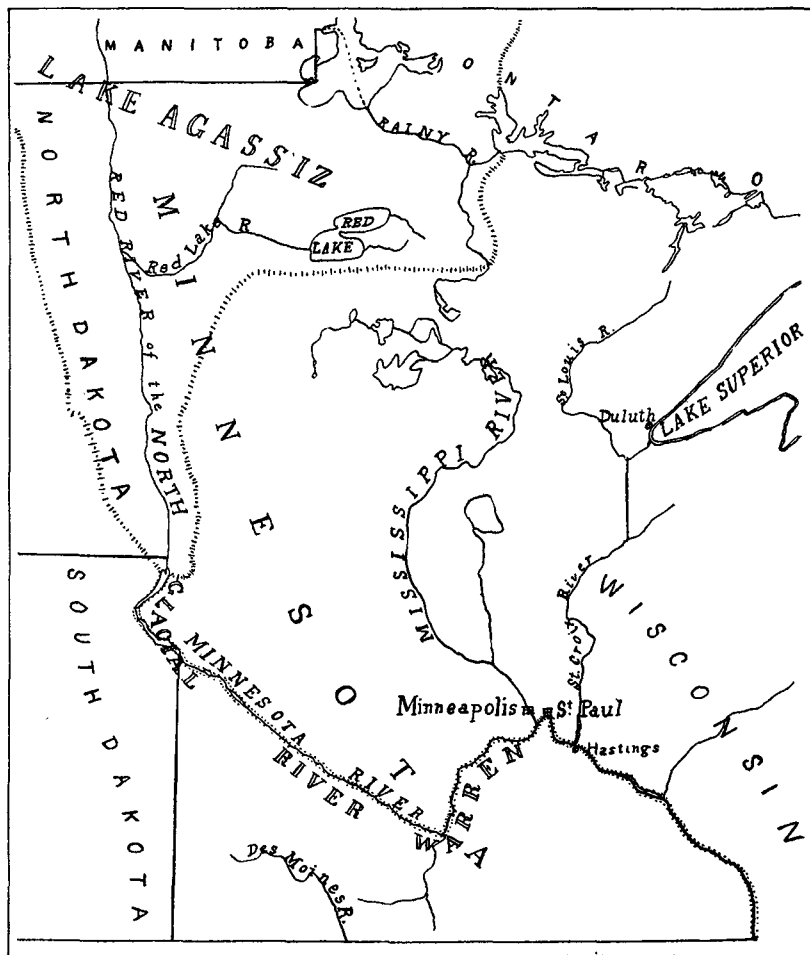 MANITOBA
LAKE AGASSIZ
ONTARIO
RAINY R.
NORTH DAKOTA
RED RIVER of the NORTH
Red Lake R
RED
LAKE
MINNESOTA
MISSISSIPPI RIVER
St Louis R.
Duluth
LAKE SUPERIOR
WISCONSIN
St. Croix River
SOUTH DAKOTA
GLACIAL
RIVER
WARREN
MINNESOTA
RIVER
Minneapolis
St Paul
Hastings
Des Moines R.